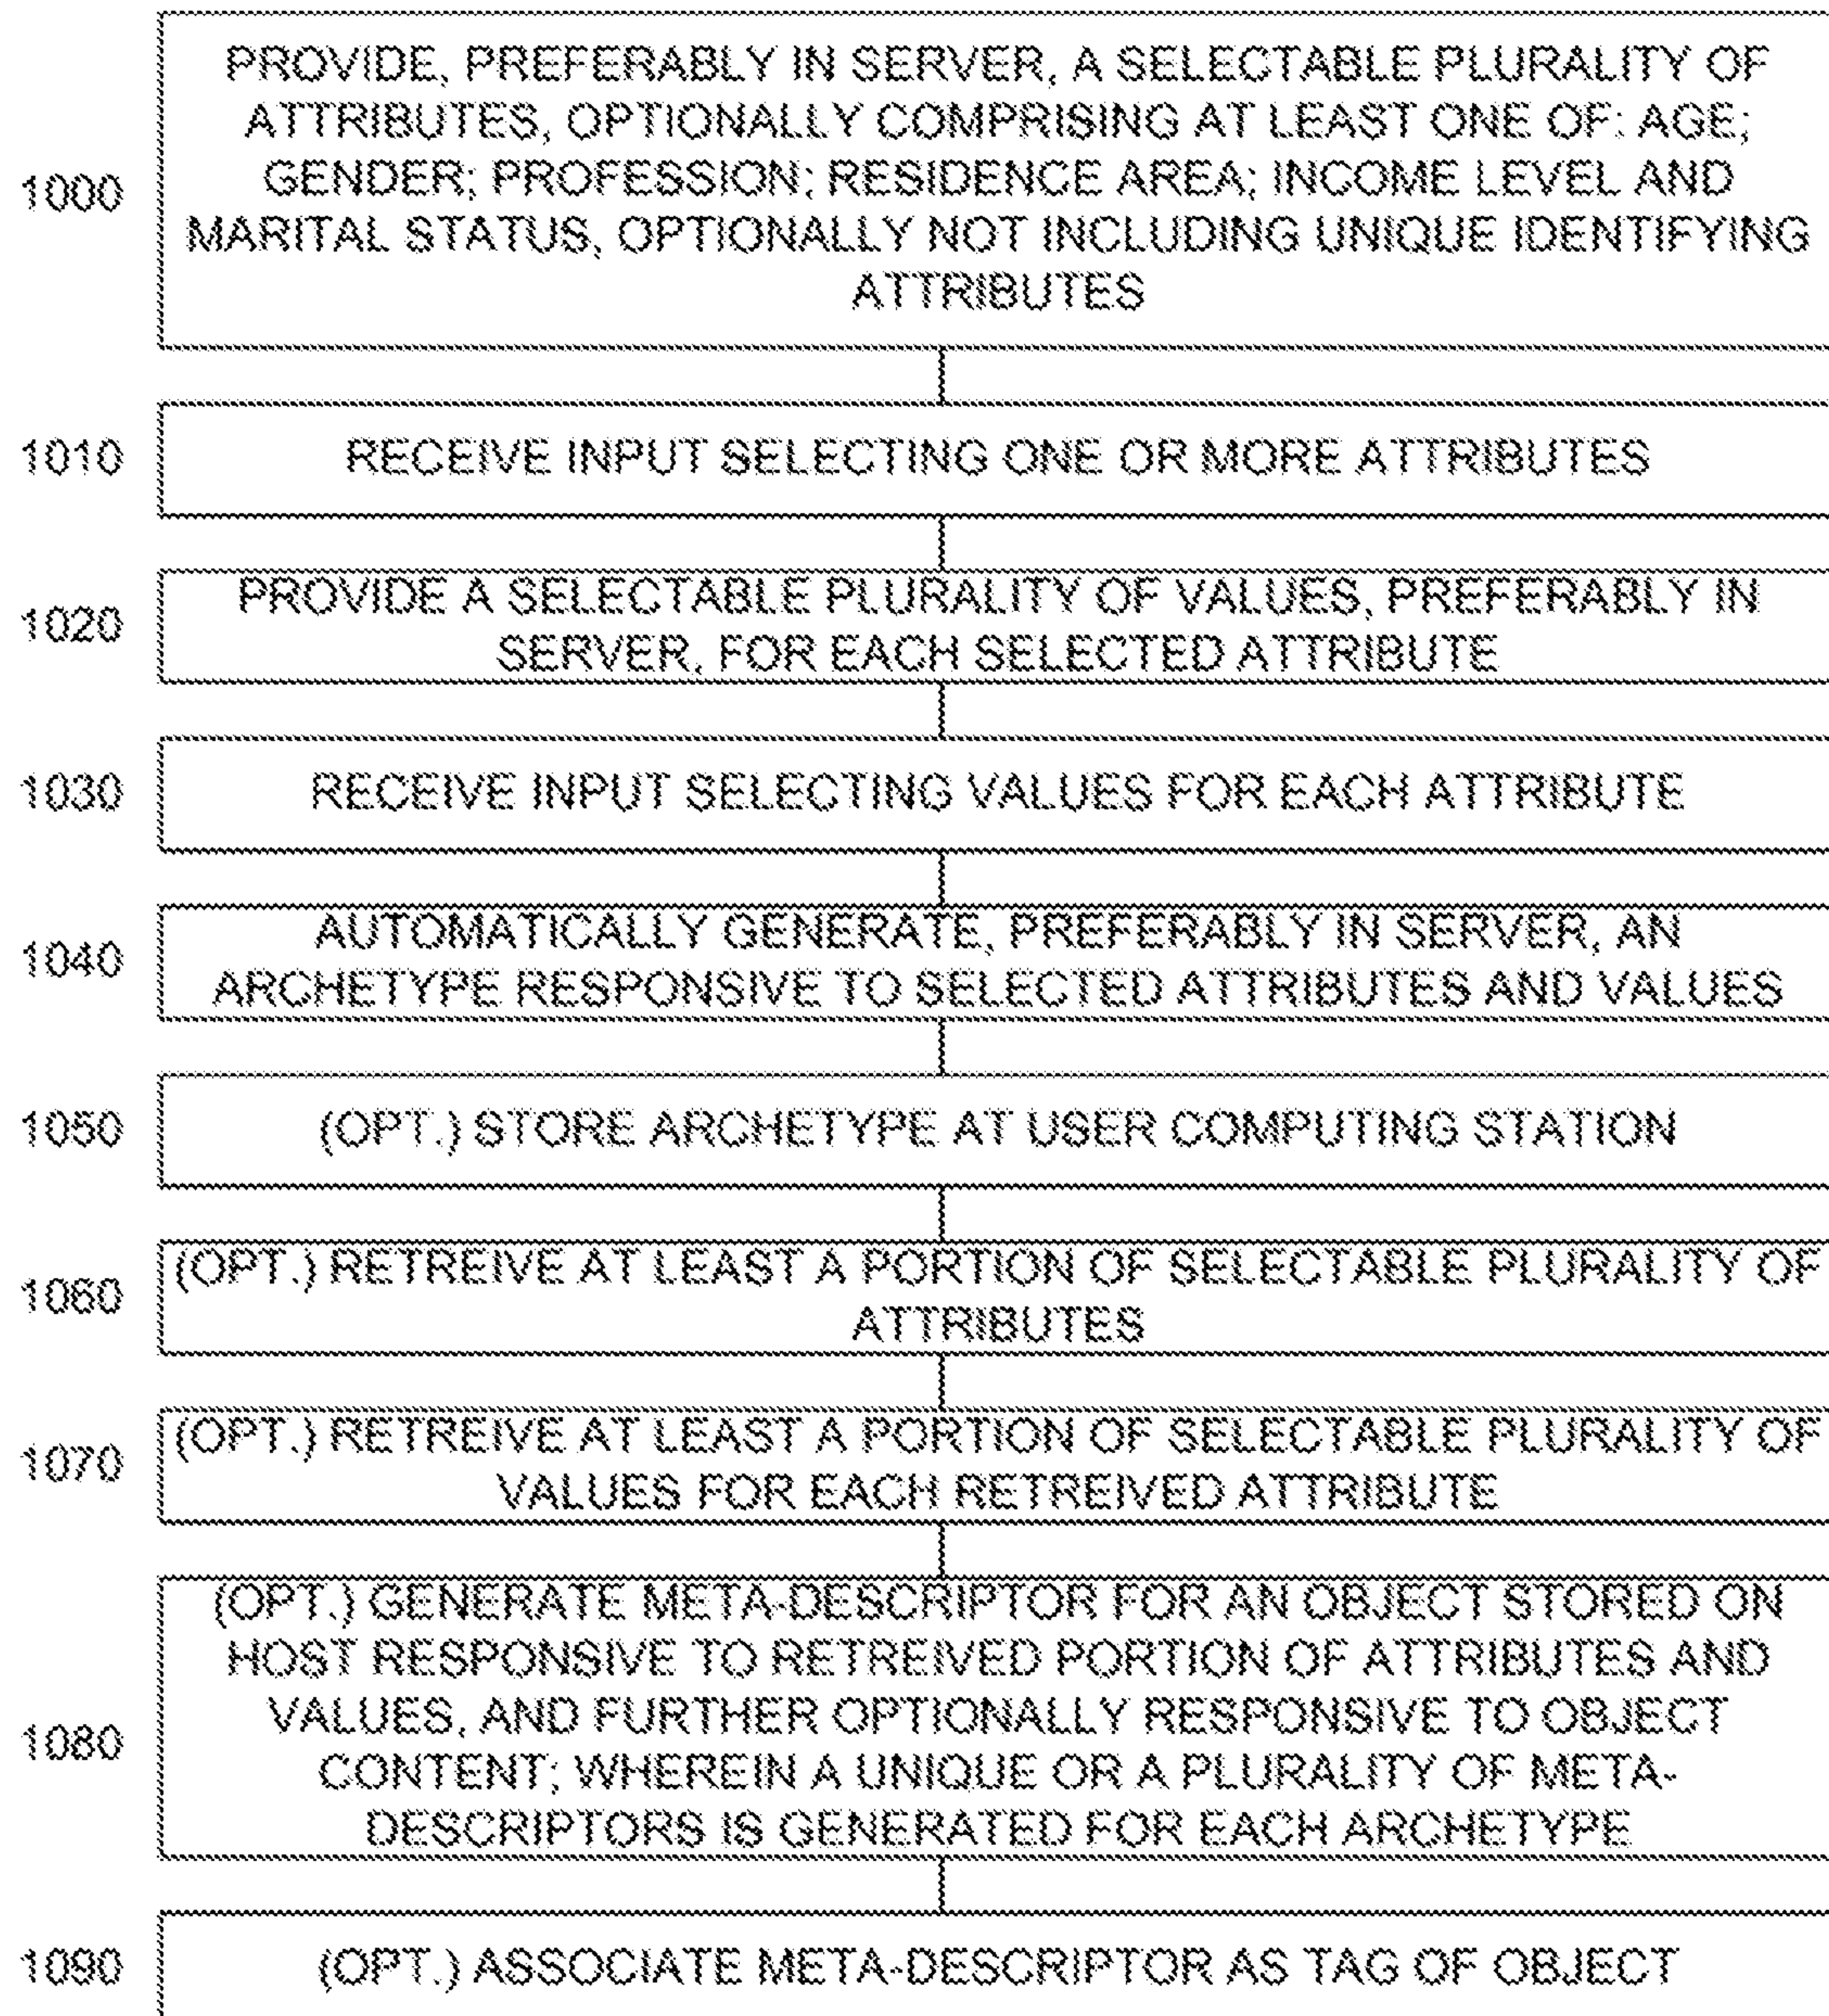 1000
PROVIDE, PREFERABLY IN SERVER, A SELECTABLE PLURALITY OF
ATTRIBUTES, OPTIONALLY COMPRISING AT LEAST ONE OF: AGE;
GENDER; PROFESSION; RESIDENCE AREA; INCOME LEVEL AND
MARITAL STATUS, OPTIONALLY NOT INCLUDING UNIQUE IDENTIFYING
ATTRIBUTES
1010
RECEIVE INPUT SELECTING ONE OR MORE ATTRIBUTES
1020
PROVIDE A SELECTABLE PLURALITY OF VALUES, PREFERABLY IN
SERVER, FOR EACH SELECTED ATTRIBUTE
1030
RECEIVE INPUT SELECTING VALUES FOR EACH ATTRIBUTE
1040
AUTOMATICALLY GENERATE, PREFERABLY IN SERVER, AN
ARCHETYPE RESPONSIVE TO SELECTED ATTRIBUTES AND VALUES
1050
(OPT.) STORE ARCHETYPE AT USER COMPUTING STATION
1060
(OPT.) RETREIVE AT LEAST A PORTION OF SELECTABLE PLURALITY OF
ATTRIBUTES
1070
(OPT.) RETREIVE AT LEAST A PORTION OF SELECTABLE PLURALITY OF
VALUES FOR EACH RETREIVED ATTRIBUTE
1080
(OPT.) GENERATE META-DESCRIPTOR FOR AN OBJECT STORED ON
HOST RESPONSIVE TO RETREIVED PORTION OF ATTRIBUTES AND
VALUES, AND FURTHER OPTIONALLY RESPONSIVE TO OBJECT
CONTENT; WHEREIN A UNIQUE OR A PLURALITY OF META-
DESCRIPTORS IS GENERATED FOR EACH ARCHETYPE
1090
(OPT.) ASSOCIATE META-DESCRIPTOR AS TAG OF OBJECT